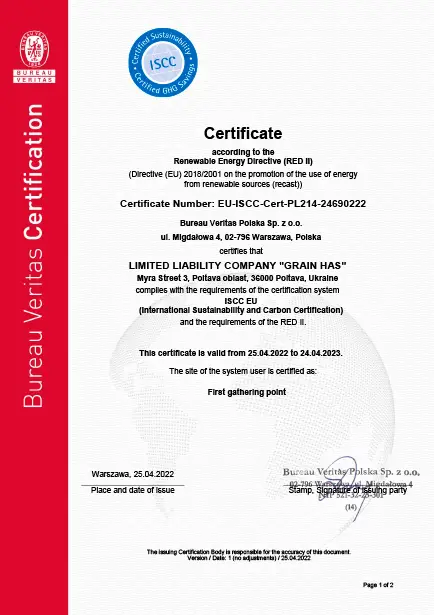 BUREAU
VERITAS
Bureau Veritas Certification
Certified Sustainability
ISCC
Certified GHG Savings
Certificate
according to the
Renewable Energy Directive (RED II)
(Directive (EU) 2018/2001 on the promotion of the use of energy
from renewable sources (recast))
Certificate Number: EU-ISCC-Cert-PL214-24690222
Bureau Veritas Polska Sp. z o.o.
ul. Migdałowa 4, 02-796 Warszawa, Polska
certifies that
LIMITED LIABILITY COMPANY "GRAIN HAS"
Myra Street 3, Poltava oblast, 36000 Poltava, Ukraine
complies with the requirements of the certification system
ISCC EU
(International Sustainability and Carbon Certification)
and the requirements of the RED II.
This certificate is valid from 25.04.2022 to 24.04.2023.
The site of the system user is certified as:
First gathering point
Warszawa, 25.04.2022
Place and date of issue
Bureau Veritas Polska Sp. z o.o.
02-796 Warszawa, ul. Migdałowa 4
Stamp, Signature of issuing party
(14)
The Issuing Certification Body is responsible for the accuracy of this document.
Version / Date: 1 (no adjustments) / 25.04.2022
Page 1 of 2